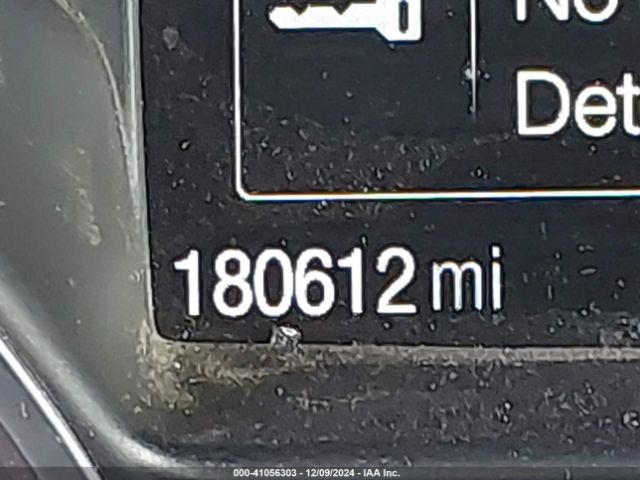 No
Det
180612 mi
000-41056303 - 12/09/2024 - IAA Inc.